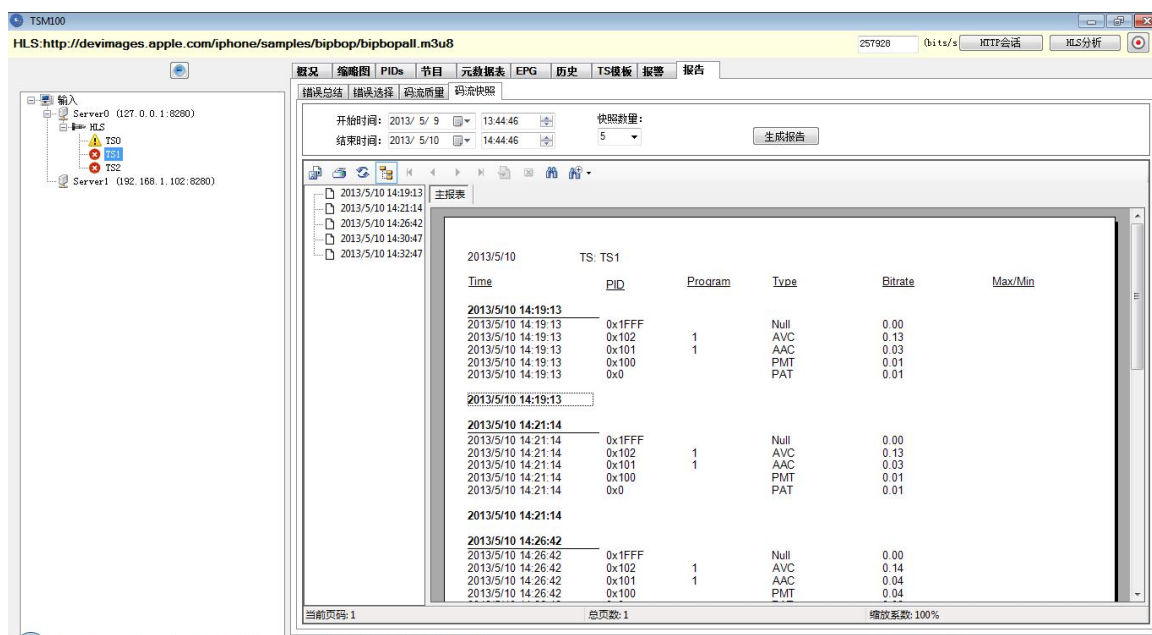 TSM100
HLS:http://devimages.apple.com/iphone/samples/bipbop/bipbopall.m3u8
257928 (bits/s HTTP会话 HLS分析
概况 缩略图 PIDs 节目 元数据表 EPG 历史 TS模板 报警 报告
错误总结 错误选择 码流质量 码流快照
输入
Server0 (127.0.0.1:8280)
HLS
TS0
TS1
TS2
Server1 (192.168.1.102:8280)
开始时间: 2013/ 5/ 9 13:44:46 快照数量:
结束时间: 2013/ 5/10 14:44:46 5 生成报告
2013/5/10 14:19:13
2013/5/10 14:21:14
2013/5/10 14:26:42
2013/5/10 14:30:47
2013/5/10 14:32:47
主报表
2013/5/10 TS: TS1
Time PID Program Type Bitrate Max/Min
2013/5/10 14:19:13
2013/5/10 14:19:13 0x1FFF Null 0.00
2013/5/10 14:19:13 0x102 1 AVC 0.13
2013/5/10 14:19:13 0x101 1 AAC 0.03
2013/5/10 14:19:13 0x100 PMT 0.01
2013/5/10 14:19:13 0x0 PAT 0.01
2013/5/10 14:19:13
2013/5/10 14:21:14
2013/5/10 14:21:14 0x1FFF Null 0.00
2013/5/10 14:21:14 0x102 1 AVC 0.13
2013/5/10 14:21:14 0x101 1 AAC 0.03
2013/5/10 14:21:14 0x100 PMT 0.01
2013/5/10 14:21:14 0x0 PAT 0.01
2013/5/10 14:21:14
2013/5/10 14:26:42
2013/5/10 14:26:42 0x1FFF Null 0.00
2013/5/10 14:26:42 0x102 1 AVC 0.14
2013/5/10 14:26:42 0x101 1 AAC 0.04
2013/5/10 14:26:42 0x100 PMT 0.04
当前页码: 1 总页数: 1 缩放系数: 100%